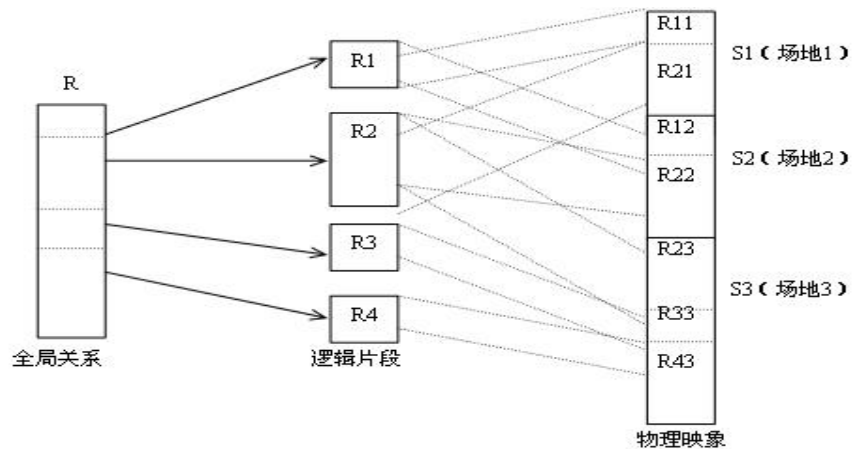 R
全局关系
R1
R2
R3
R4
逻辑片段
R11
R21
R12
R22
R23
R33
R43
物理映象
S1（场地1）
S2（场地2）
S3（场地3）